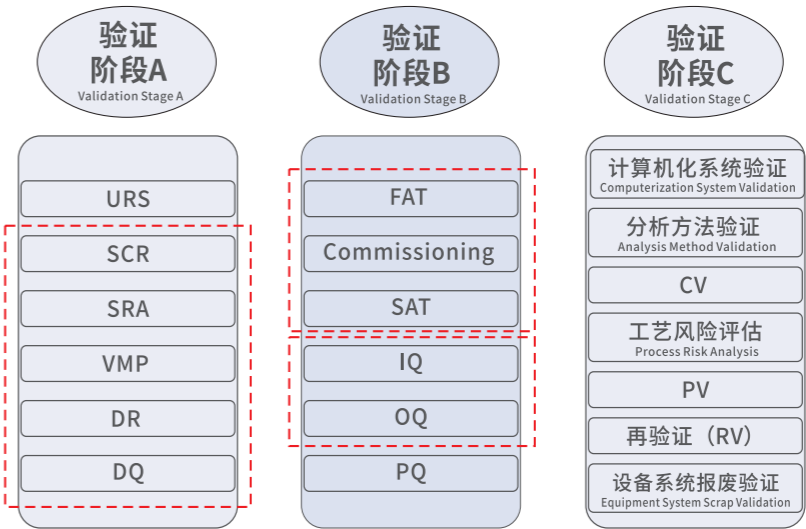 验证
阶段A
Validation Stage A
URS
SCR
SRA
VMP
DR
DQ
验证
阶段B
Validation Stage B
FAT
Commissioning
SAT
IQ
OQ
PQ
验证
阶段C
Validation Stage C
计算机化系统验证
Computerization System Validation
分析方法验证
Analysis Method Validation
CV
工艺风险评估
Process Risk Analysis
PV
再验证（RV）
设备系统报废验证
Equipment System Scrap Validation